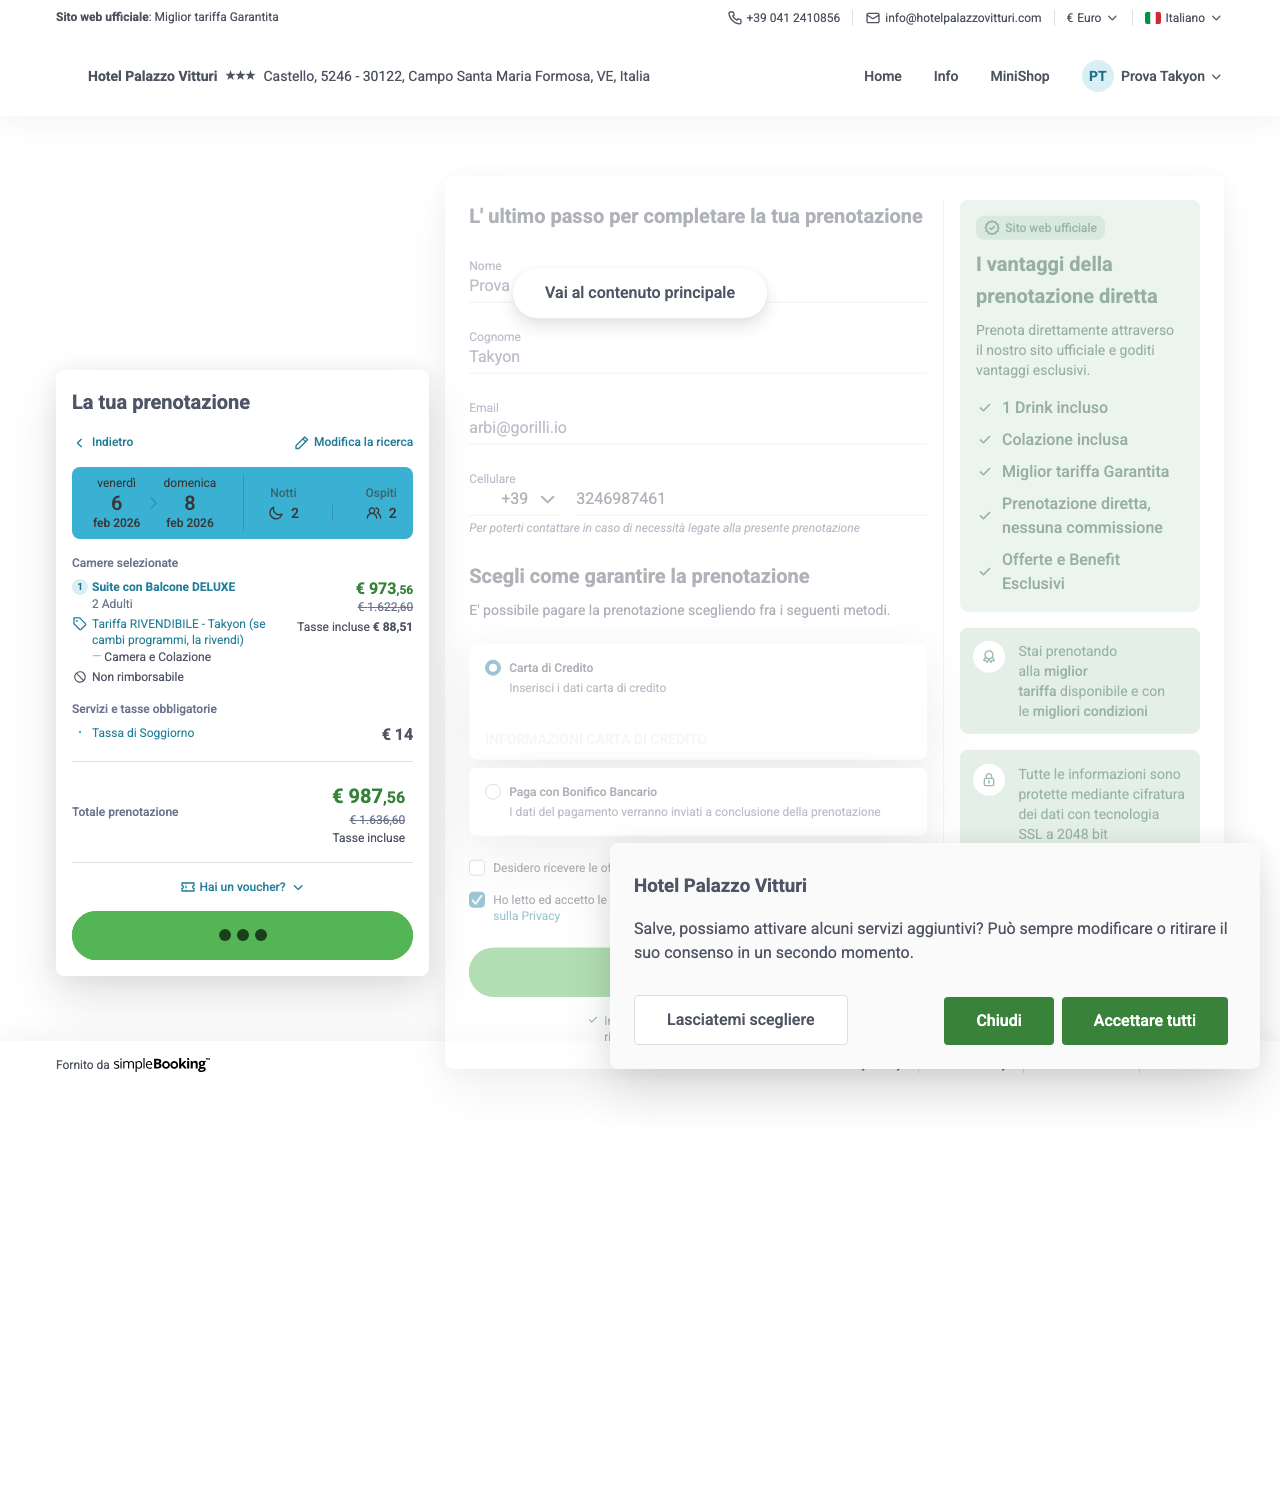 Sito web ufficiale: Miglior tariffa Garantita
+39 041 2410856
info@hotelpalazzovitturi.com
€ Euro
Italiano
Hotel Palazzo Vitturi ★★★ Castello, 5246 - 30122, Campo Santa Maria Formosa, VE, Italia
Home
Info
MiniShop
PT
Prova Takyon
La tua prenotazione
Indietro
Modifica la ricerca
venerdì
6
feb 2026
domenica
8
feb 2026
Notti
2
Ospiti
2
Camere selezionate
1 Suite con Balcone DELUXE
€ 973,56
2 Adulti
€ 1.622,60
Tariffa RIVENDIBILE - Takyon (se
cambi programmi, la rivendi)
Tasse incluse € 88,51
Camera e Colazione
Non rimborsabile
Servizi e tasse obbligatorie
Tassa di Soggiorno
€ 14
Totale prenotazione
€ 987,56
€ 1.636,60
Tasse incluse
Hai un voucher?
L' ultimo passo per completare la tua prenotazione
Nome
Prova
Vai al contenuto principale
Cognome
Takyon
Email
arbi@gorilli.io
Cellulare
+39
3246987461
Per poterti contattare in caso di necessità legate alla presente prenotazione
Scegli come garantire la prenotazione
E' possibile pagare la prenotazione scegliendo fra i seguenti metodi.
Carta di Credito
Inserisci i dati carta di credito
INFORMAZIONI CARTA DI CREDITO
Paga con Bonifico Bancario
I dati del pagamento verranno inviati a conclusione della prenotazione
Desidero ricevere le
Ho letto ed accetto le
sulla Privacy
Sito web ufficiale
I vantaggi della
prenotazione diretta
Prenota direttamente attraverso
il nostro sito ufficiale e goditi
vantaggi esclusivi.
1 Drink incluso
Colazione inclusa
Miglior tariffa Garantita
Prenotazione diretta,
nessuna commissione
Offerte e Benefit
Esclusivi
Stai prenotando
alla miglior
tariffa disponibile e con
le migliori condizioni
Tutte le informazioni sono
protette mediante cifratura
dei dati con tecnologia
SSL a 2048 bit
Hotel Palazzo Vitturi
Salve, possiamo attivare alcuni servizi aggiuntivi? Può sempre modificare o ritirare il
suo consenso in un secondo momento.
Lasciatemi scegliere
Chiudi
Accettare tutti
Fornito da simpleBooking™